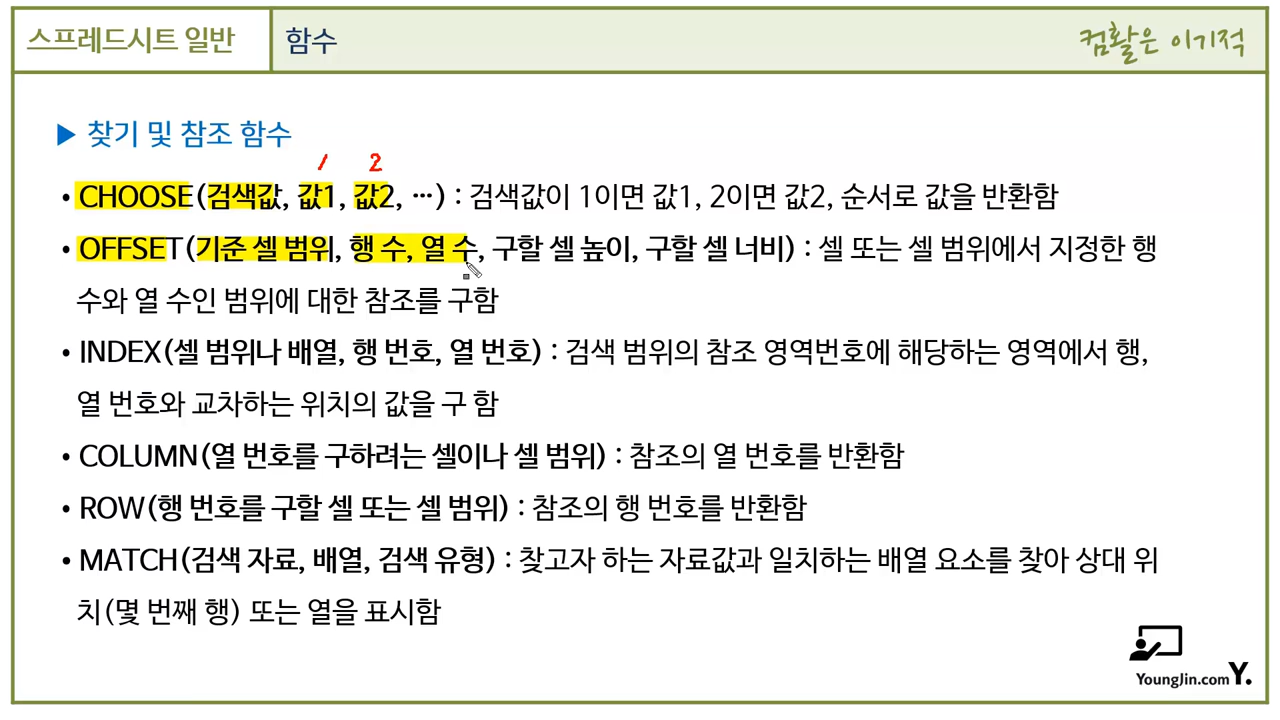 스프레드시트 일반
함수
컴활은 이기적
▶ 찾기 및 참조 함수
1 2
• CHOOSE(검색값, 값1, 값2, …) : 검색값이 1이면 값1, 2이면 값2, 순서로 값을 반환함
• OFFSET(기준 셀 범위, 행 수, 열 수, 구할 셀 높이, 구할 셀 너비) : 셀 또는 셀 범위에서 지정한 행
수와 열 수인 범위에 대한 참조를 구함
• INDEX(셀 범위나 배열, 행 번호, 열 번호) : 검색 범위의 참조 영역번호에 해당하는 영역에서 행,
열 번호와 교차하는 위치의 값을 구 함
• COLUMN(열 번호를 구하려는 셀이나 셀 범위) : 참조의 열 번호를 반환함
• ROW(행 번호를 구할 셀 또는 셀 범위) : 참조의 행 번호를 반환함
• MATCH(검색 자료, 배열, 검색 유형) : 찾고자 하는 자료값과 일치하는 배열 요소를 찾아 상대 위
치(몇 번째 행) 또는 열을 표시함
YoungJin.com Y.